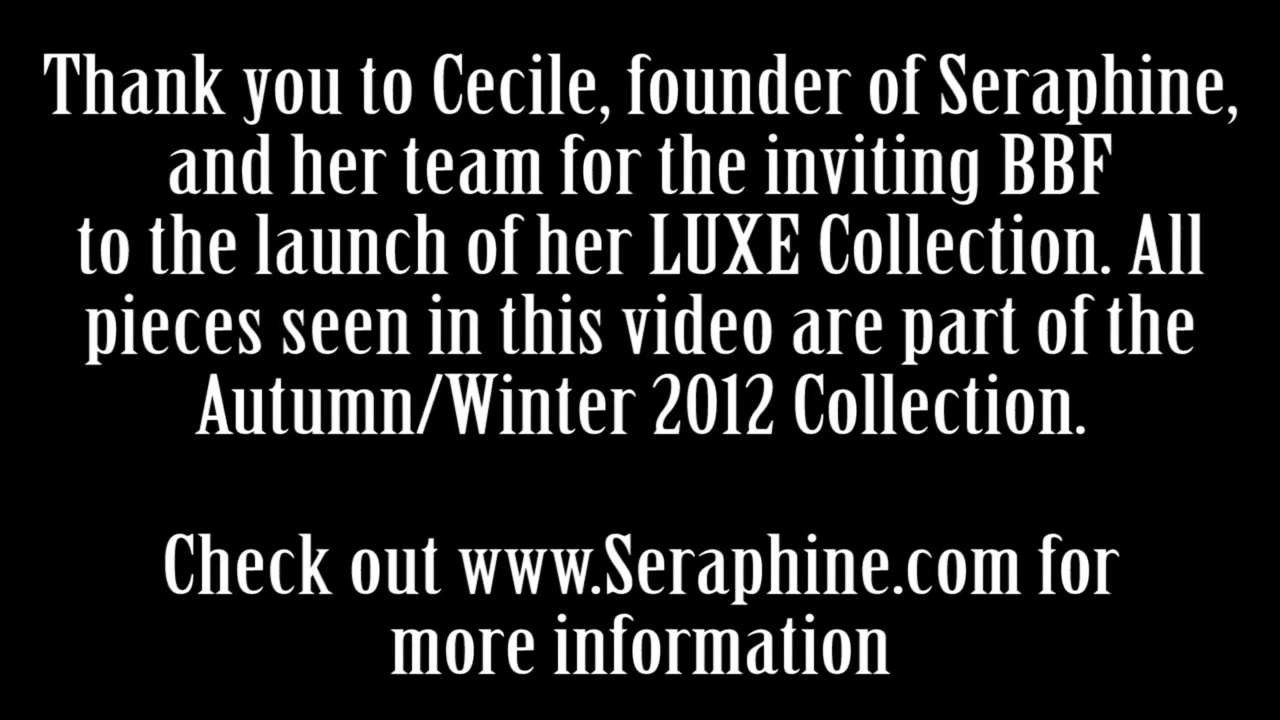 Thank you to Cecile, founder of Seraphine,
and her team for the inviting BBF
to the launch of her LUXE Collection. All
pieces seen in this video are part of the
Autumn/Winter 2012 Collection.
Check out www.Seraphine.com for
more information